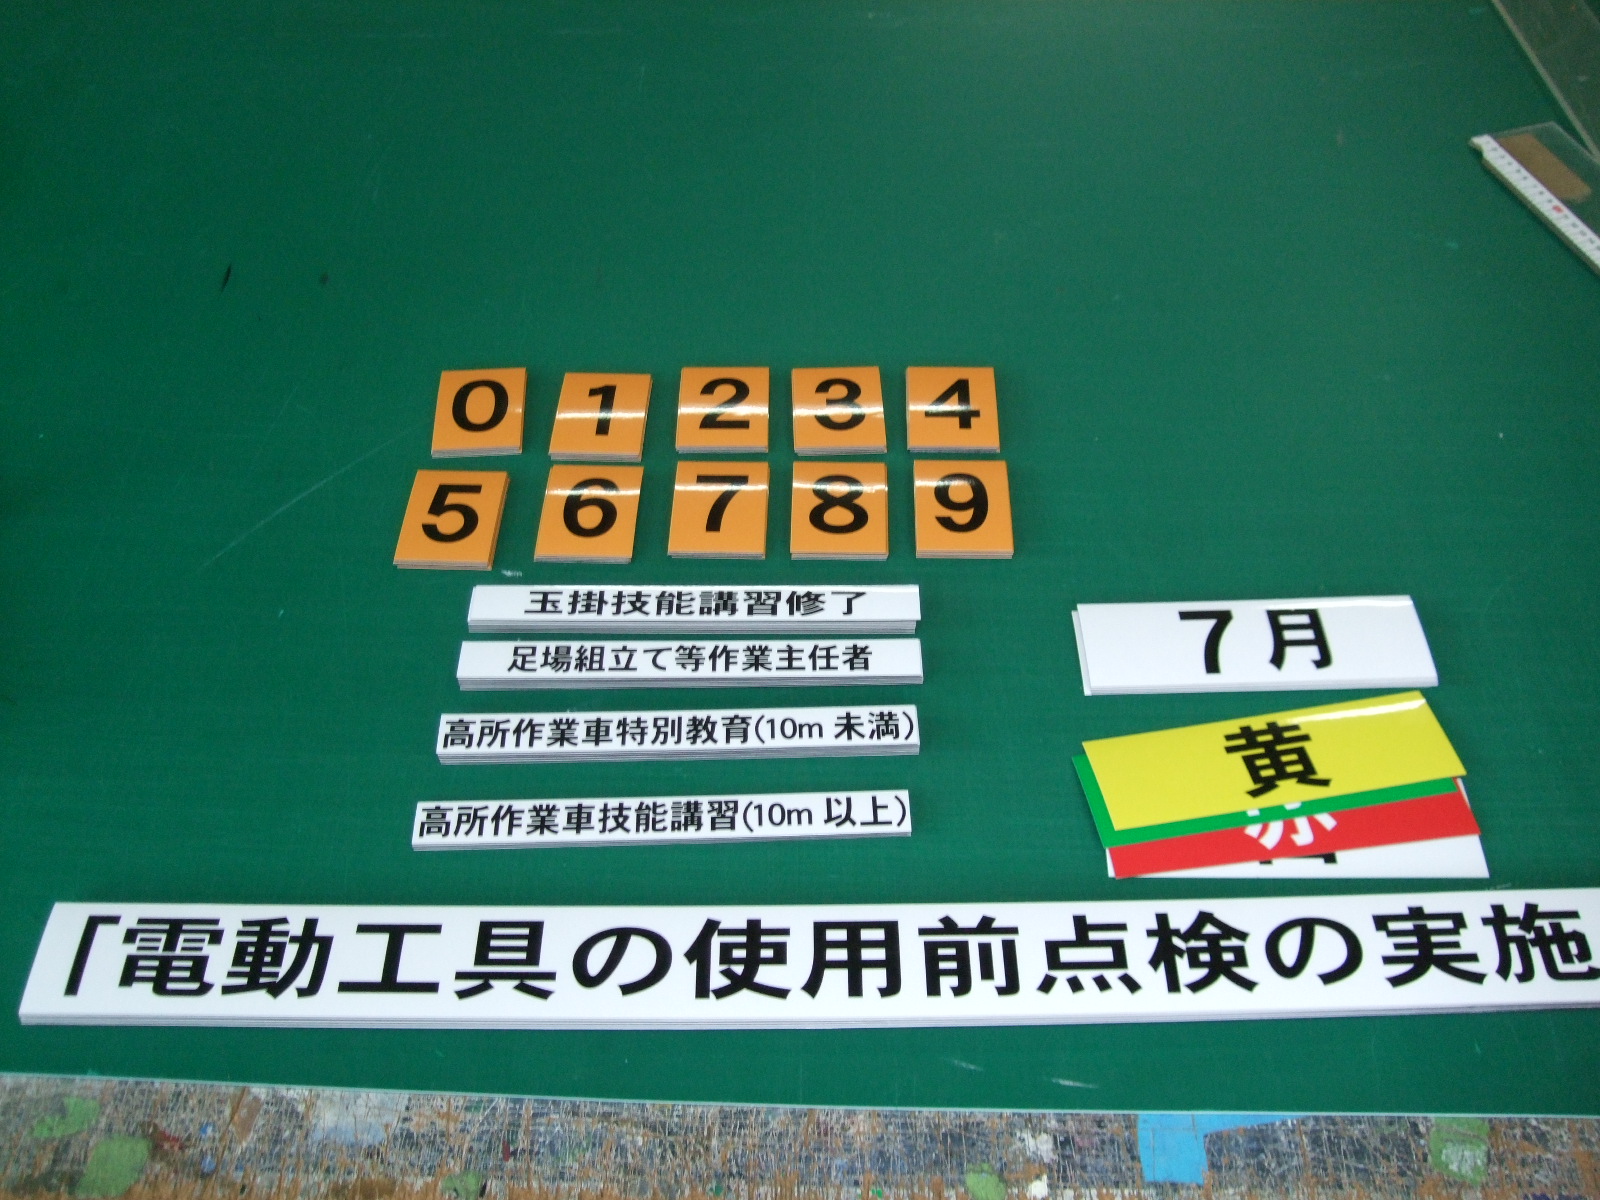 0 1 2 3 4
5 6 7 8 9
玉掛技能講習修了
足場組立て等作業主任者
高所作業車特別教育(10m 未満)
高所作業車技能講習(10m 以上)
7月
黄
赤
「電動工具の使用前点検の実施